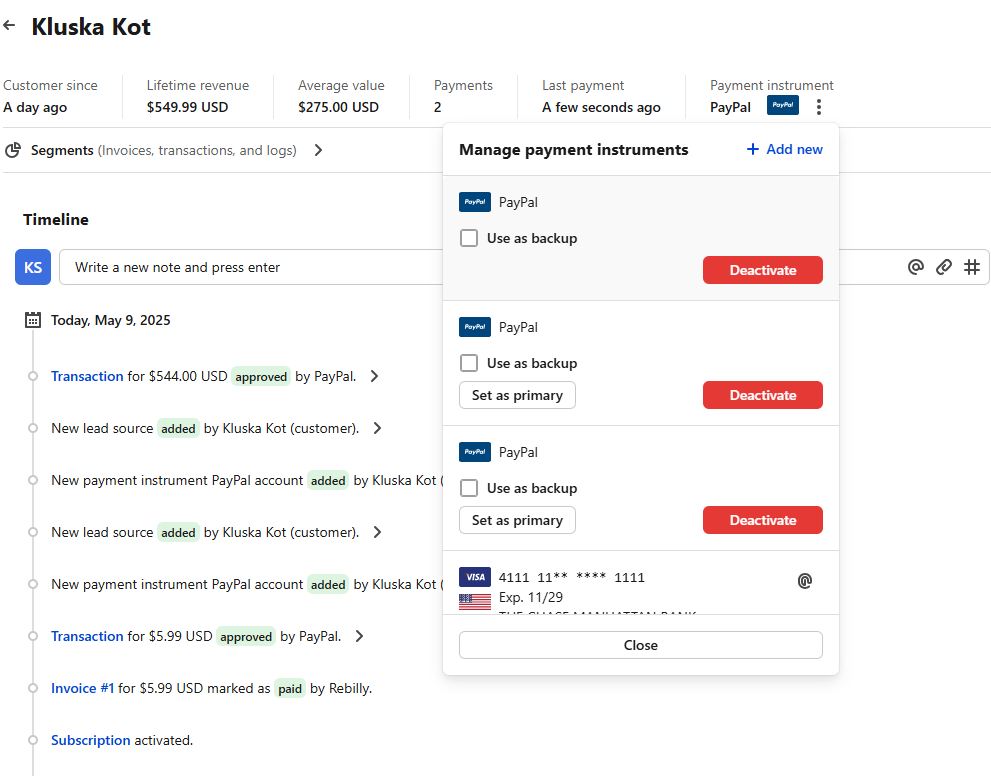 Kluska Kot
Customer since
A day ago
Lifetime revenue
$549.99 USD
Average value
$275.00 USD
Payments
2
Last payment
A few seconds ago
Payment instrument
PayPal PayPal
Segments (Invoices, transactions, and logs)
Timeline
KS Write a new note and press enter
Today, May 9, 2025
Transaction for $544.00 USD approved by PayPal.
New lead source added by Kluska Kot (customer).
New payment instrument PayPal account added by Kluska Kot (
New lead source added by Kluska Kot (customer).
New payment instrument PayPal account added by Kluska Kot (
Transaction for $5.99 USD approved by PayPal.
Invoice #1 for $5.99 USD marked as paid by Rebilly.
Subscription activated.
Manage payment instruments
+ Add new
PayPal PayPal
Use as backup
Deactivate
PayPal PayPal
Use as backup
Set as primary
Deactivate
PayPal PayPal
Use as backup
Set as primary
Deactivate
VISA 4111 11** **** 1111
Exp. 11/29
THE CHASE MANHATTAN BANK
Close